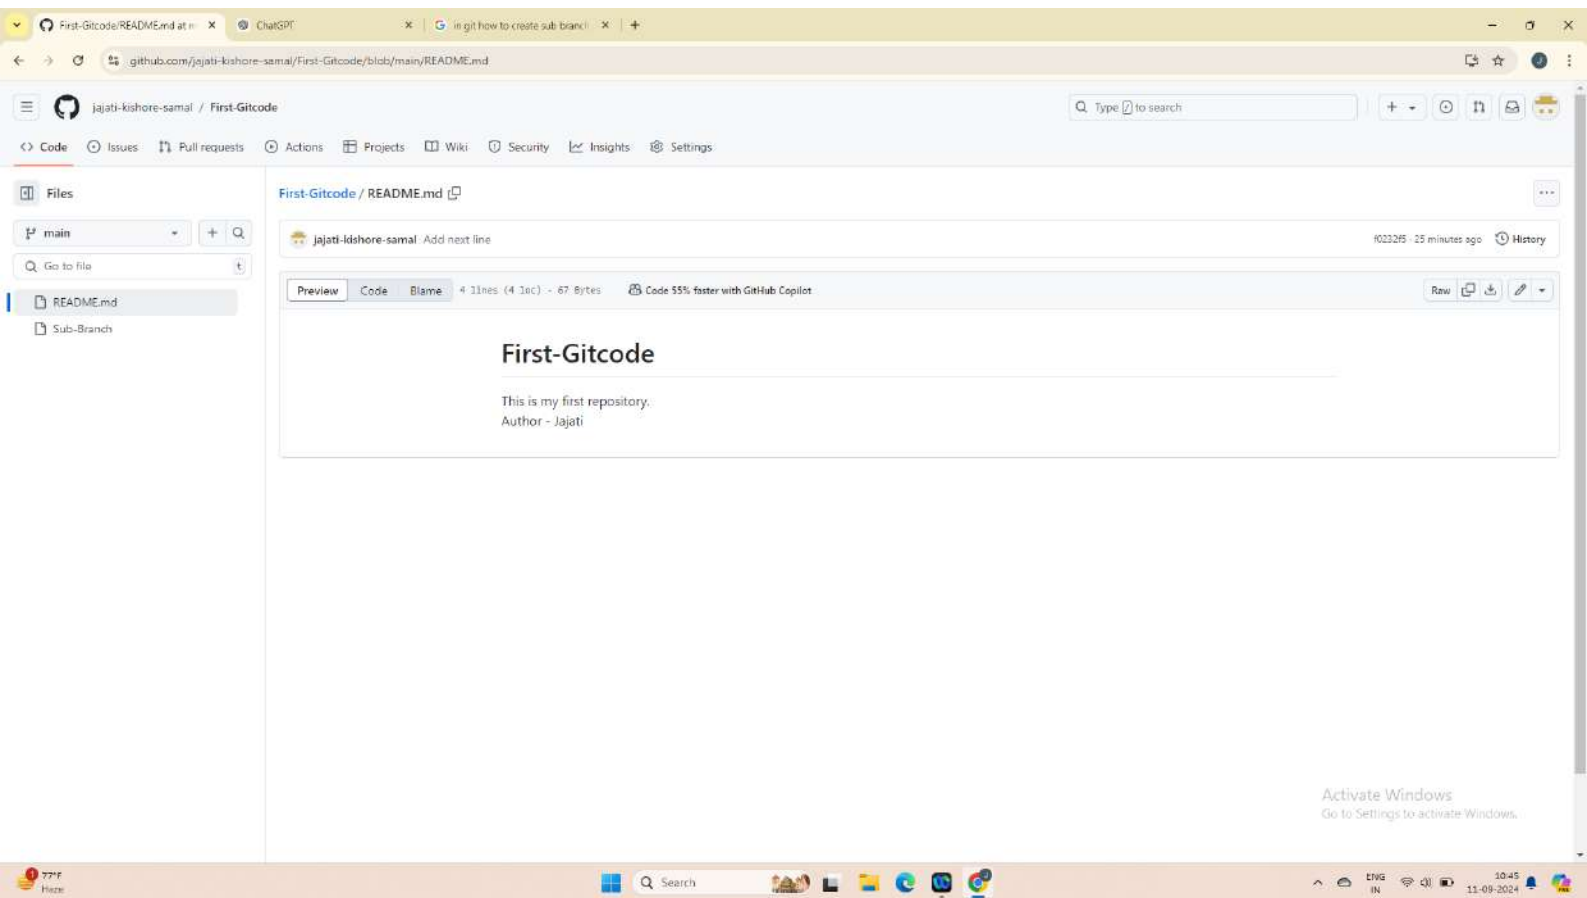 First-Gitcode/README.md at m
ChatGPT
in git how to create sub branch
github.com/jajati-kishore-samal/First-Gitcode/blob/main/README.md
jajati-kishore-samal / First-Gitcode
Type / to search
Code Issues Pull requests Actions Projects Wiki Security Insights Settings
Files
First-Gitcode / README.md
main
jajati-kishore-samal Add next line
f0232f5 · 25 minutes ago History
Go to file t
Preview Code Blame 4 lines (4 loc) · 67 Bytes Code 55% faster with GitHub Copilot Raw
README.md
Sub-Branch
First-Gitcode
This is my first repository.
Author - Jajati
Activate Windows
Go to Settings to activate Windows.
1
77°F
Haze
Search
ENG
IN
10:45
11-09-2024